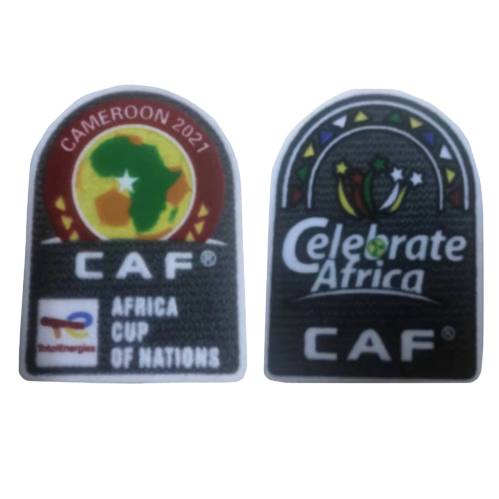 CAMEROON 2021
CAF®
TotalEnergies
AFRICA
CUP
OF NATIONS
Celebrate
Africa
CAF®